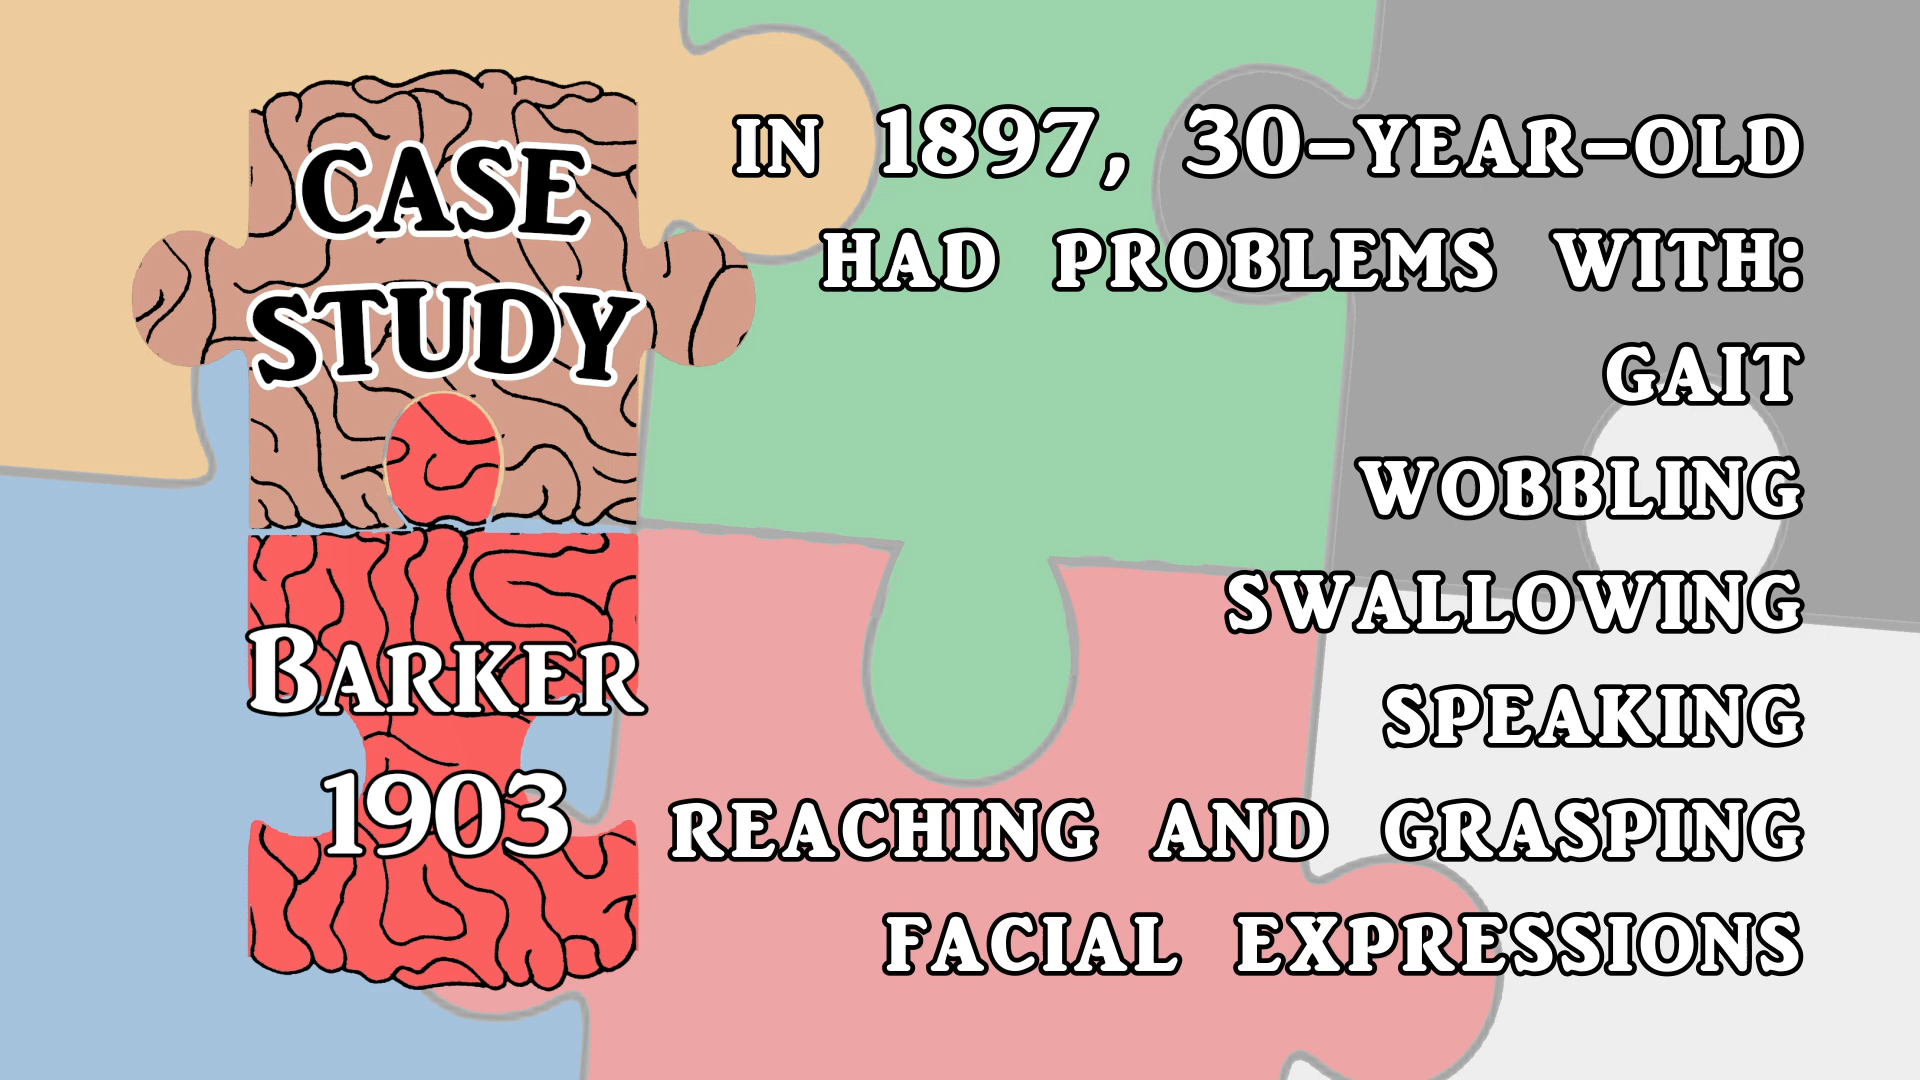 CASE
STUDY
BARKER
1903
IN 1897, 30-YEAR-OLD
HAD PROBLEMS WITH:
GAIT
WOBBLING
SWALLOWING
SPEAKING
REACHING AND GRASPING
FACIAL EXPRESSIONS